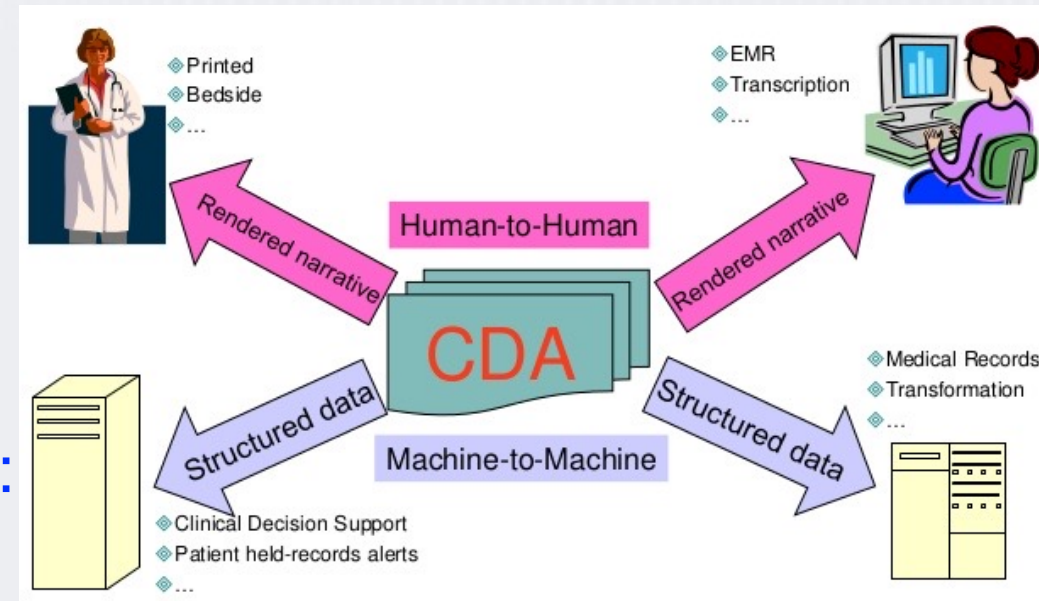 Printed
Bedside
...
EMR
Transcription
...
Rendered narrative
Human-to-Human
Rendered narrative
CDA
Structured data
Machine-to-Machine
Structured data
Medical Records
Transformation
...
:
Clinical Decision Support
Patient held-records alerts
...